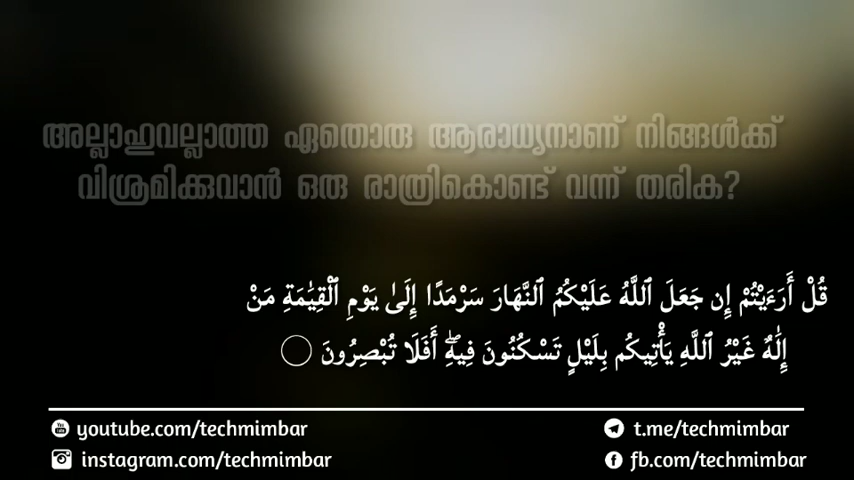 അല്ലാഹുവല്ലാത്ത ഏതൊരു ആരാധ്യനാണ് നിങ്ങൾക്ക്
വിശ്രമിക്കുവാൻ ഒരു രാത്രികൊണ്ട് വന്ന് തരിക?
قُلْ أَرَءَيْتُمْ إِن جَعَلَ ٱللَّهُ عَلَيْكُمُ ٱلنَّهَارَ سَرْمَدًا إِلَىٰ يَوْمِ ٱلْقِيَٰمَةِ مَنْ
إِلَٰهٌ غَيْرُ ٱللَّهِ يَأْتِيكُم بِلَيْلٍ تَسْكُنُونَ فِيهِۖ أَفَلَا تُبْصِرُونَ
youtube.com/techmimbar
t.me/techmimbar
instagram.com/techmimbar
fb.com/techmimbar